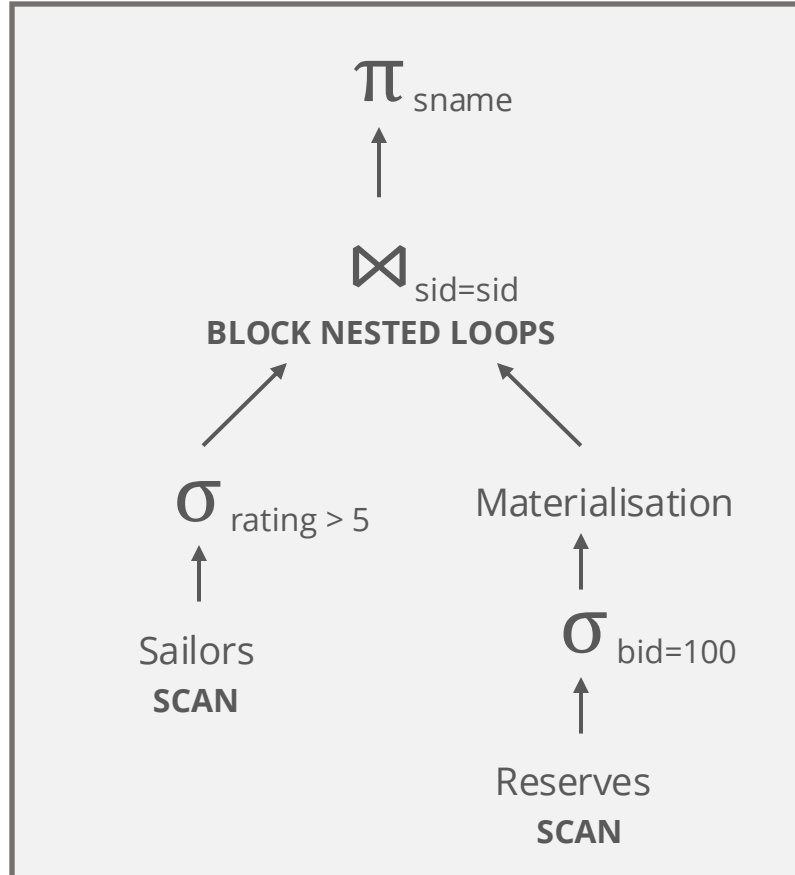 π sname
⋈ sid=sid
BLOCK NESTED LOOPS
σ rating > 5
Materialisation
σ bid=100
Sailors
SCAN
Reserves
SCAN